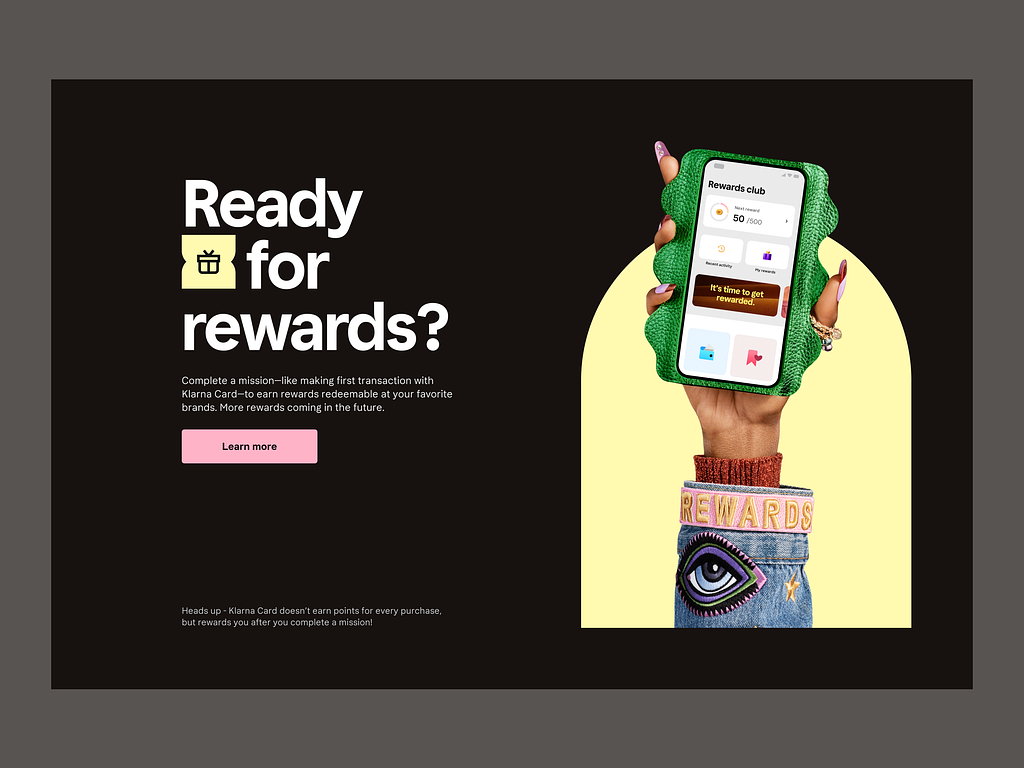 Ready
for
rewards?
Complete a mission—like making first transaction with
Klarna Card—to earn rewards redeemable at your favorite
brands. More rewards coming in the future.
Learn more
Heads up - Klarna Card doesn't earn points for every purchase,
but rewards you after you complete a mission!
Rewards club
Next reward
50 /500
Recent activity
My rewards
It's time to get
rewarded.
REWARDS